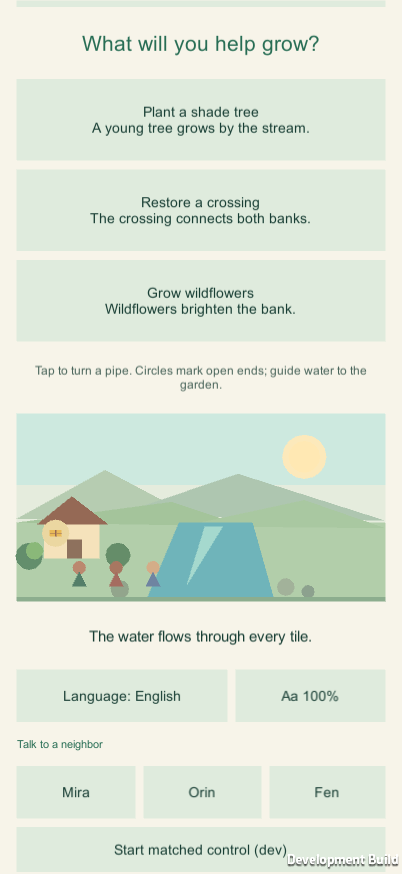 What will you help grow?
Plant a shade tree
A young tree grows by the stream.
Restore a crossing
The crossing connects both banks.
Grow wildflowers
Wildflowers brighten the bank.
Tap to turn a pipe. Circles mark open ends; guide water to the
garden.
The water flows through every tile.
Language: English
Aa 100%
Talk to a neighbor
Mira
Orin
Fen
Start matched control (dev)
Development Build